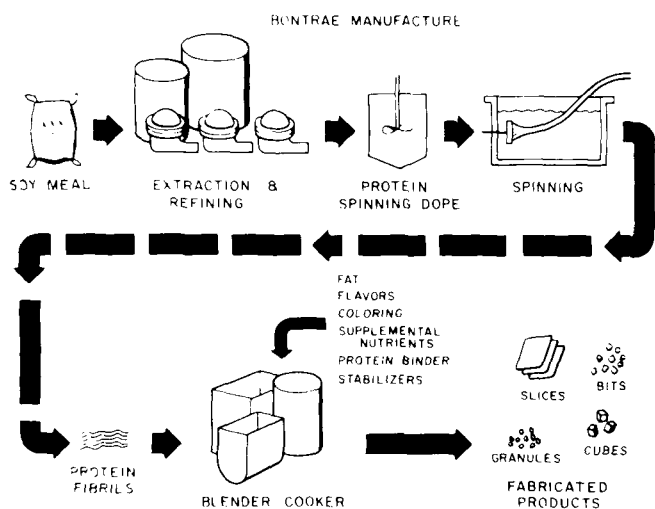 BONTRAE MANUFACTURE
SOY MEAL
EXTRACTION &
REFINING
PROTEIN
SPINNING DOPE
SPINNING
FAT
FLAVORS
COLORING
SUPPLEMENTAL
NUTRIENTS
PROTEIN BINDER
STABILIZERS
SLICES
BITS
GRANULES
CUBES
PROTEIN
FIBRILS
BLENDER COOKER
FABRICATED
PRODUCTS